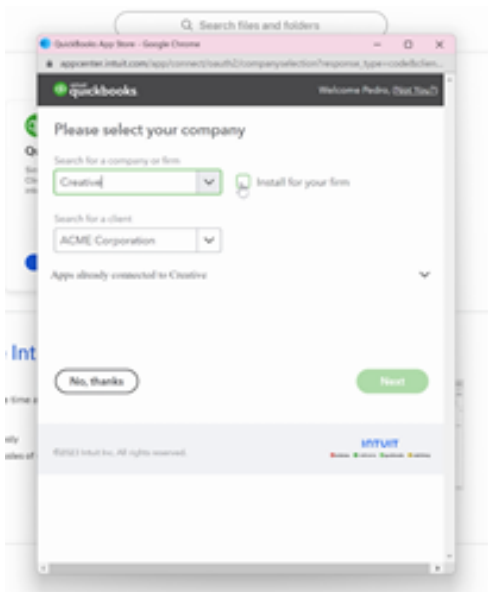 Search files and folders
QuickBooks App Store - Google Chrome
appcenter.intuit.com/app/connect/oauth2/companyselection?response_type=code&clien...
intuit quickbooks
Welcome Pedro, (Not You?)
Please select your company
Search for a company or firm
Creative
Install for your firm
Search for a client
ACME Corporation
Apps already connected to Creative
Int
No, thanks
Next
e time a
©2023 Intuit Inc. All rights reserved.
INTUIT